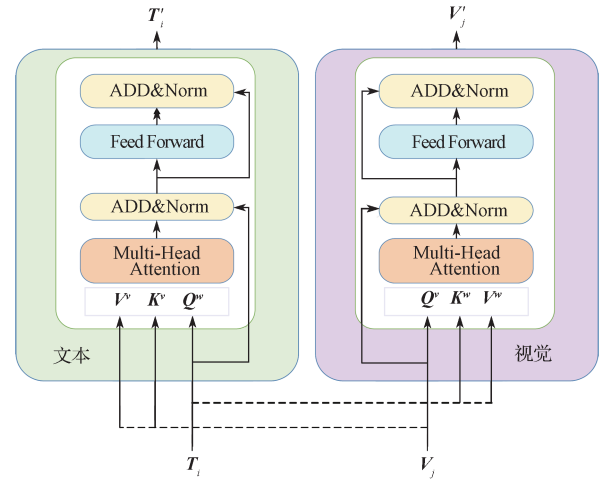 T'ᵢ
V'ⱼ
ADD&Norm
Feed Forward
ADD&Norm
Multi-Head
Attention
Vᵛ Kᵛ Qʷ
文本
ADD&Norm
Feed Forward
ADD&Norm
Multi-Head
Attention
Qᵛ Kʷ Vʷ
视觉
Tᵢ
Vⱼ